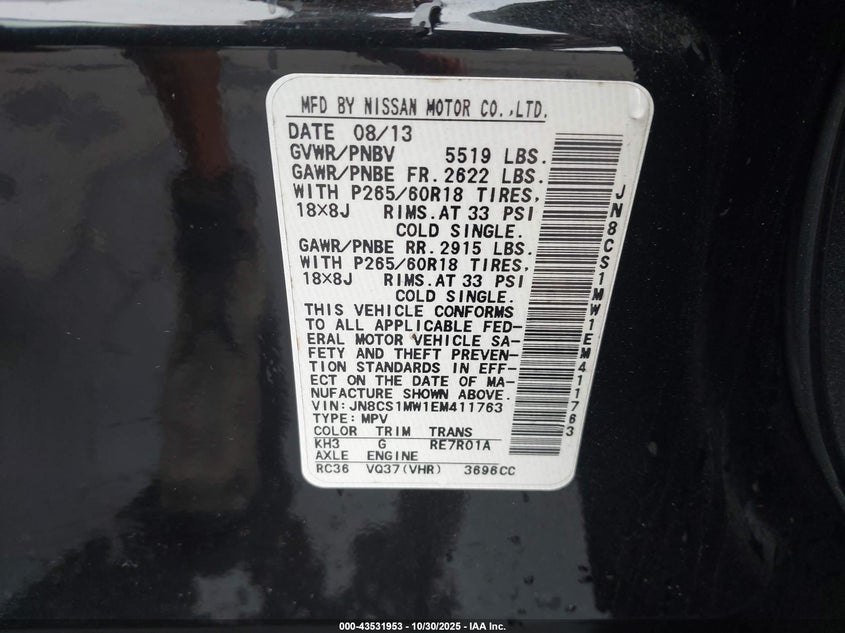 MFD BY NISSAN MOTOR CO.,LTD.
DATE 08/13
GVWR/PNBV 5519 LBS.
GAWR/PNBE FR. 2622 LBS.
WITH P265/60R18 TIRES,
18×8J RIMS.AT 33 PSI
COLD SINGLE.
GAWR/PNBE RR. 2915 LBS.
WITH P265/60R18 TIRES,
18×8J RIMS.AT 33 PSI
COLD SINGLE.
THIS VEHICLE CONFORMS
TO ALL APPLICABLE FED-
ERAL MOTOR VEHICLE SA-
FETY AND THEFT PREVEN-
TION STANDARDS IN EFF-
ECT ON THE DATE OF MA-
NUFACTURE SHOWN ABOVE.
VIN:JN8CS1MW1EM411763
TYPE:MPV
COLOR TRIM TRANS
KH3 G RE7R01A
AXLE ENGINE
RC36 VQ37(VHR) 3696CC
JN8CS1MW1EM411763
000-43531953 - 10/30/2025 - IAA Inc.